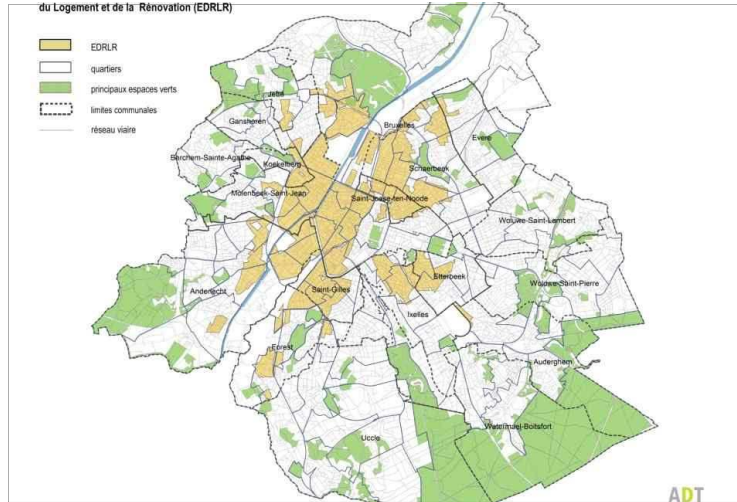 du Logement et de la Rénovation (EDRLR)
EDRLR
quartiers
principaux espaces verts
limites communales
réseau viaire
Jette
Ganshoren
Bruxelles
Evere
Berchem-Sainte-Agathe
Koekelberg
Schaerbeek
Molenbeek-Saint-Jean
Saint-Josse-ten-Noode
Woluwe-Saint-Lambert
Etterbeek
Woluwe-Saint-Pierre
Anderlecht
Saint-Gilles
Ixelles
Forest
Auderghem
Watermael-Boitsfort
Uccle
ADT